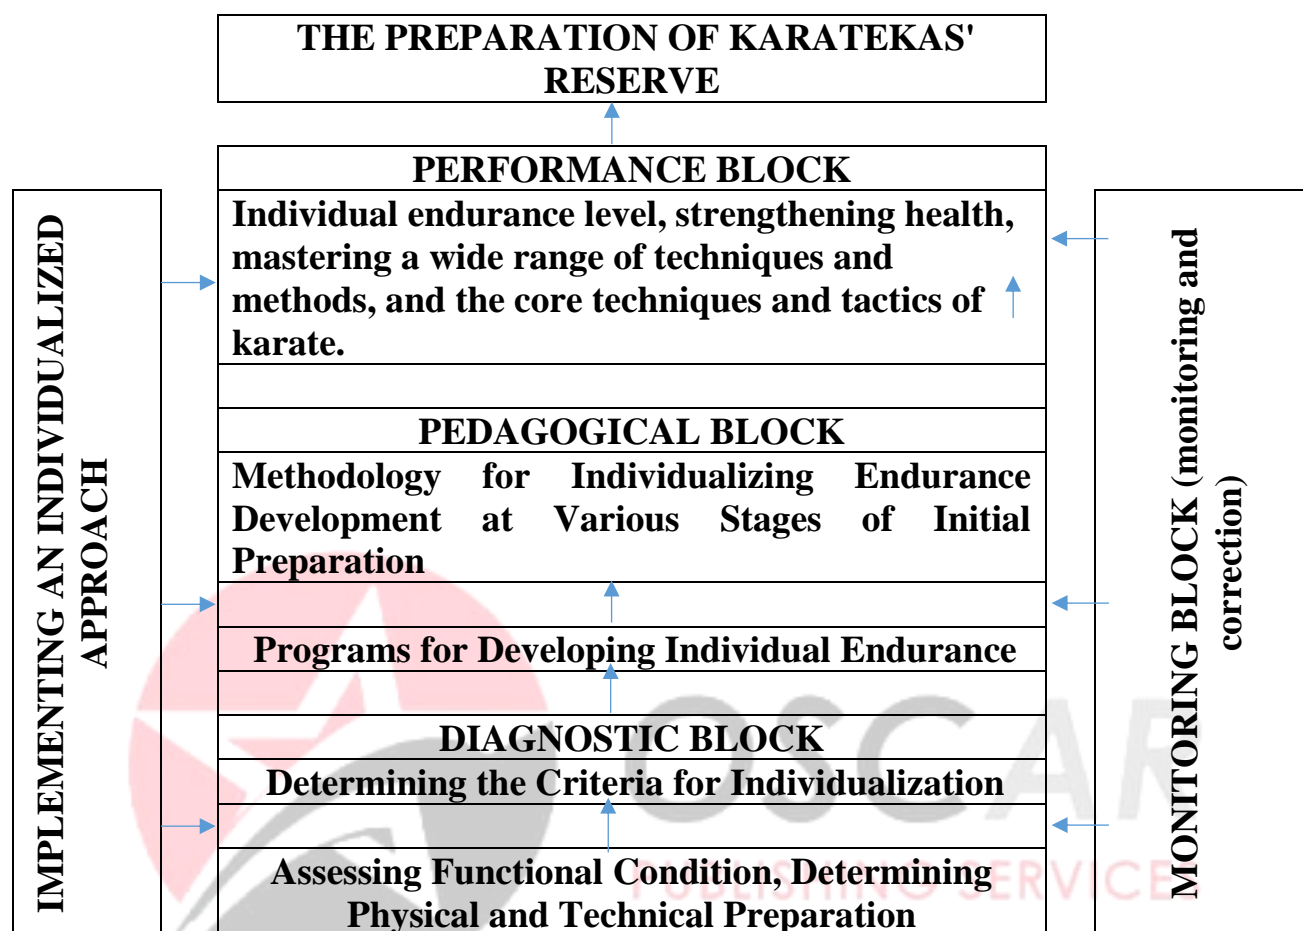 THE PREPARATION OF KARATEKAS'
RESERVE
PERFORMANCE BLOCK
Individual endurance level, strengthening health,
mastering a wide range of techniques and
methods, and the core techniques and tactics of
karate.
PEDAGOGICAL BLOCK
Methodology for Individualizing Endurance
Development at Various Stages of Initial
Preparation
Programs for Developing Individual Endurance
DIAGNOSTIC BLOCK
Determining the Criteria for Individualization
Assessing Functional Condition, Determining
Physical and Technical Preparation
IMPLEMENTING AN INDIVIDUALIZED
APPROACH
MONITORING BLOCK (monitoring and
correction)
OSCAR
PUBLISHING SERVICES